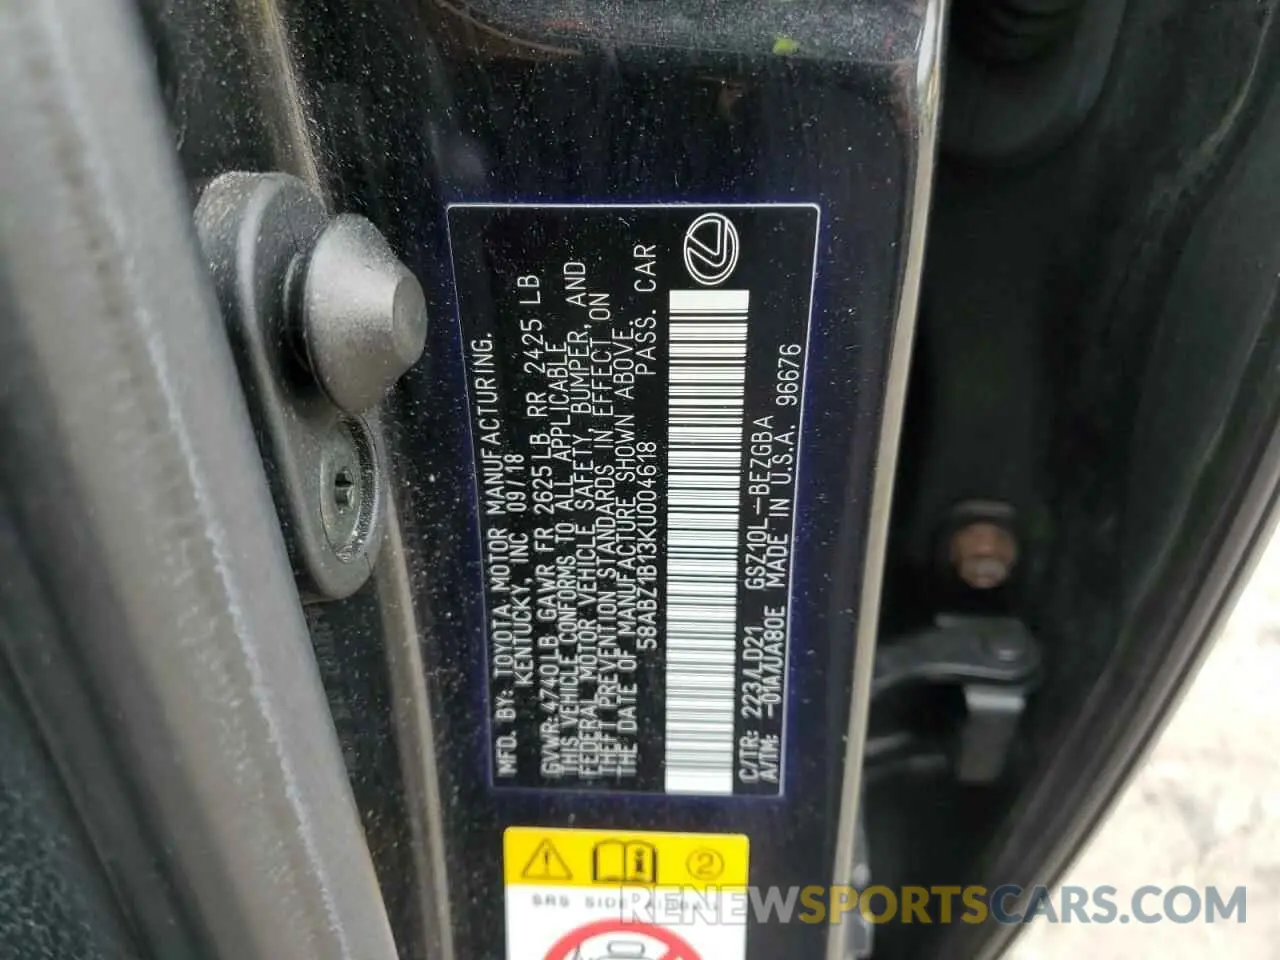 MFD. BY: TOYOTA MOTOR MANUFACTURING.
KENTUCKY, INC 09/18
GVWR: 4740LB GAWR FR 2625LB RR 2425 LB
THIS VEHICLE CONFORMS TO ALL APPLICABLE
FEDERAL MOTOR VEHICLE SAFETY, BUMPER, AND
THEFT PREVENTION STANDARDS IN EFFECT ON
THE DATE OF MANUFACTURE SHOWN ABOVE.
58ABZ1B13KU004618 PASS. CAR
C/TR: 223/LD21 GSZ10L-BEZGBA
A/TM: -01A/UA80E MADE IN U.S.A. 96676
2
SRS SIDE AIRBAG
RENEWSPORTSCARS.COM